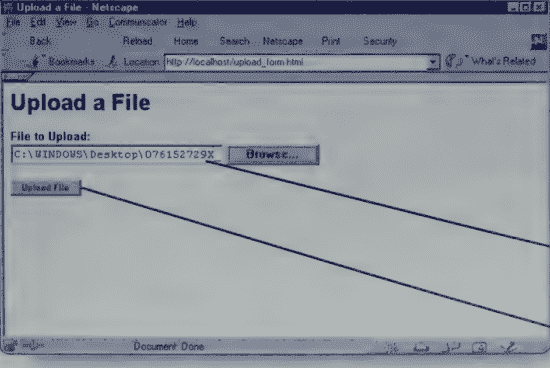 Upload a File - Netscape
File Edit View Go Communicator Help
Back Reload Home Search Netscape Print Security
Bookmarks Location: http://localhost/upload_form.html What's Related
Upload a File
File to Upload:
C:\WINDOWS\Desktop\076152729X Browse...
Upload File
Document: Done